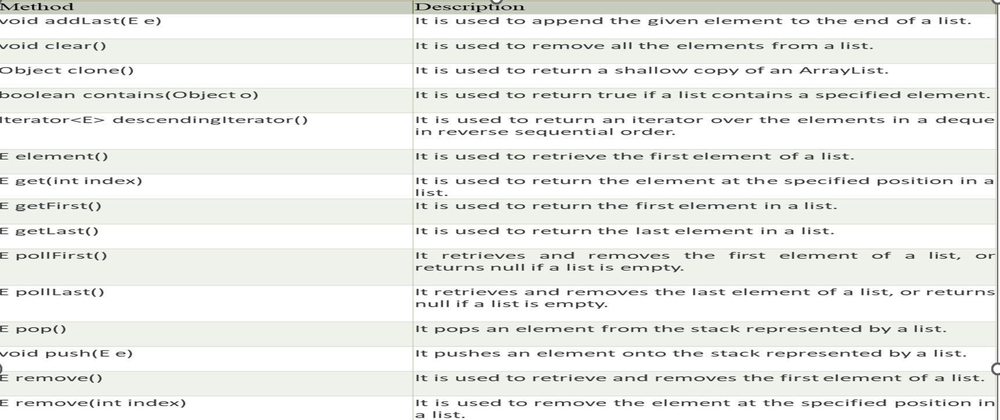 Method Description
void addLast(E e) It is used to append the given element to the end of a list.
void clear() It is used to remove all the elements from a list.
Object clone() It is used to return a shallow copy of an ArrayList.
boolean contains(Object o) It is used to return true if a list contains a specified element.
Iterator<E> descendingIterator() It is used to return an iterator over the elements in a deque
in reverse sequential order.
E element() It is used to retrieve the first element of a list.
E get(int index) It is used to return the element at the specified position in a
list.
E getFirst() It is used to return the first element in a list.
E getLast() It is used to return the last element in a list.
E pollFirst() It retrieves and removes the first element of a list, or
returns null if a list is empty.
E pollLast() It retrieves and removes the last element of a list, or returns
null if a list is empty.
E pop() It pops an element from the stack represented by a list.
void push(E e) It pushes an element onto the stack represented by a list.
E remove() It is used to retrieve and removes the first element of a list.
E remove(int index) It is used to remove the element at the specified position in
a list.